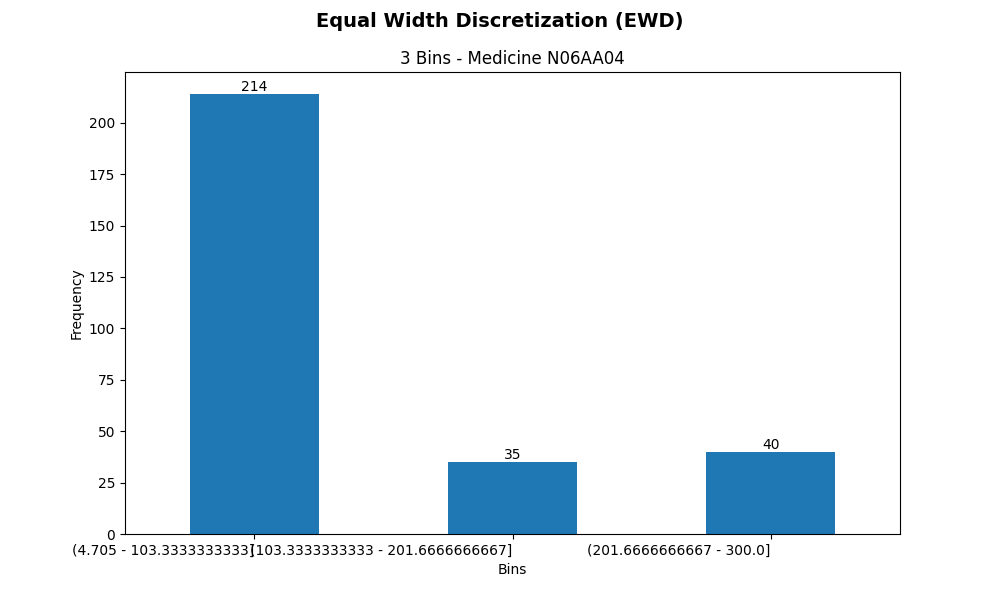 Equal Width Discretization (EWD)
3 Bins - Medicine N06AA04
214
35
40
200
175
150
125
100
75
50
25
0
Frequency
(4.705 - 103.3333333333]
(103.3333333333 - 201.6666666667]
(201.6666666667 - 300.0]
Bins